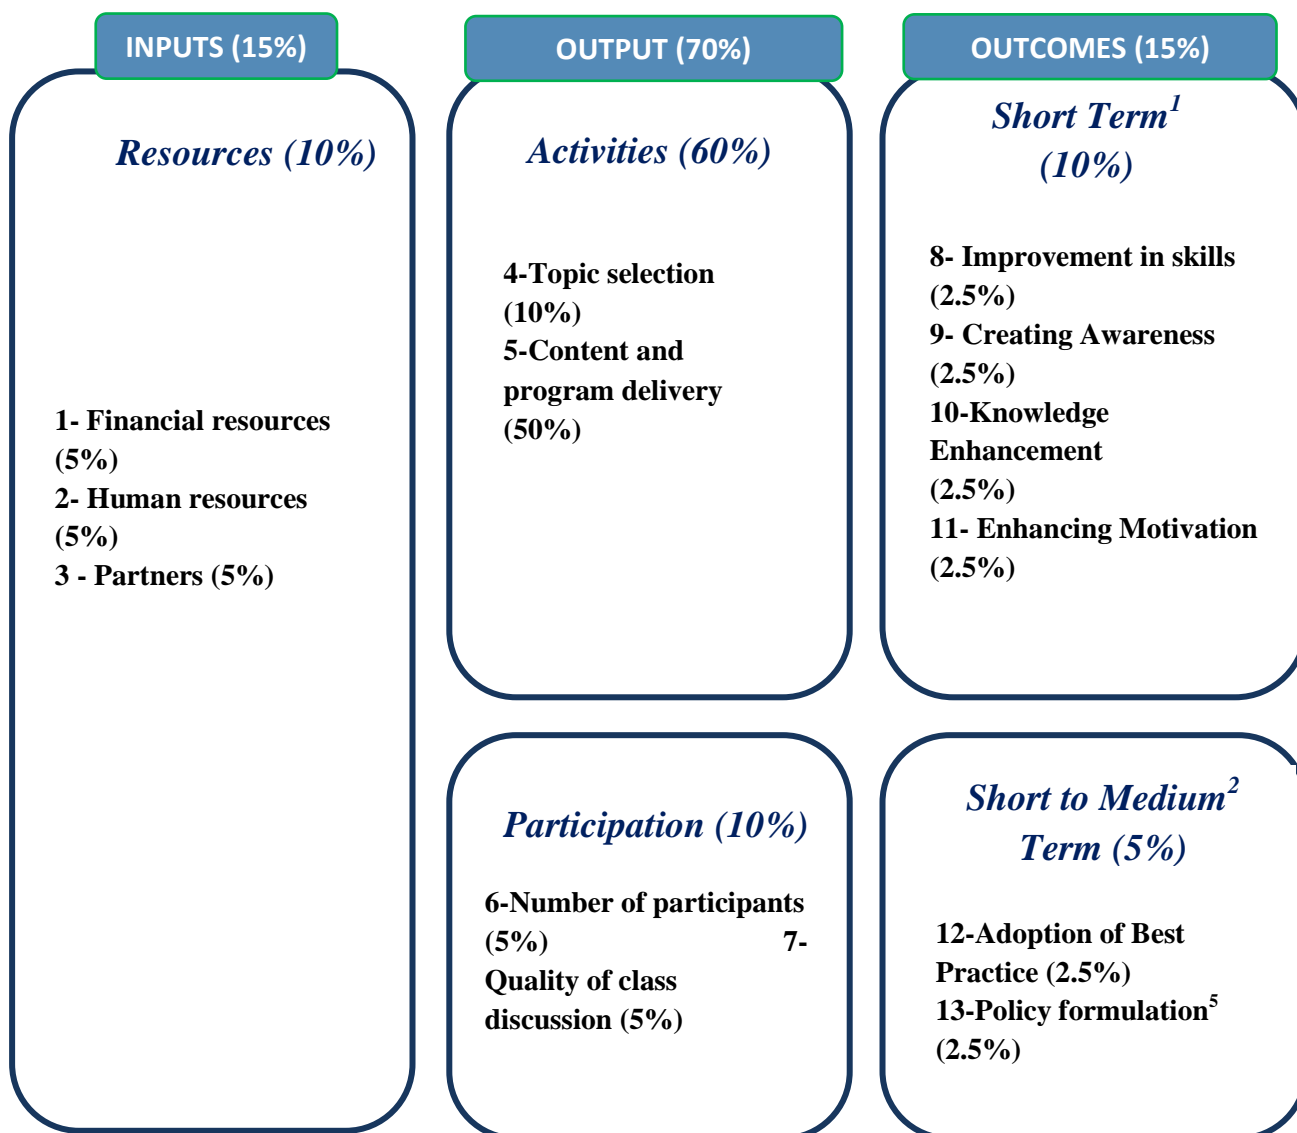 INPUTS (15%)
Resources (10%)
1- Financial resources
(5%)
2- Human resources
(5%)
3 - Partners (5%)
OUTPUT (70%)
Activities (60%)
4-Topic selection
(10%)
5-Content and
program delivery
(50%)
Participation (10%)
6-Number of participants
(5%) 7-
Quality of class
discussion (5%)
OUTCOMES (15%)
Short Term¹
(10%)
8- Improvement in skills
(2.5%)
9- Creating Awareness
(2.5%)
10-Knowledge
Enhancement
(2.5%)
11- Enhancing Motivation
(2.5%)
Short to Medium²
Term (5%)
12-Adoption of Best
Practice (2.5%)
13-Policy formulation⁵
(2.5%)